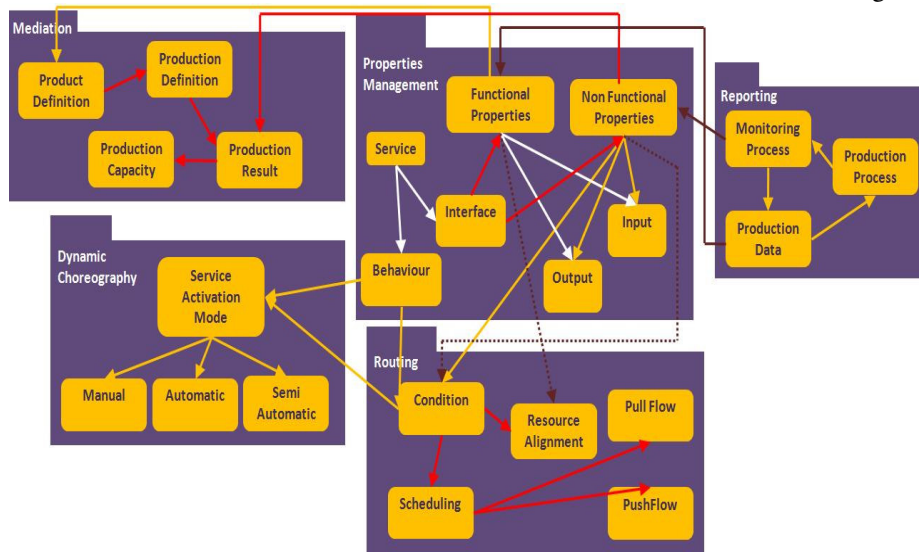 Mediation
Product
Definition
Production
Definition
Production
Capacity
Production
Result
Properties
Management
Functional
Properties
Non Functional
Properties
Service
Interface
Input
Behaviour
Output
Reporting
Monitoring
Process
Production
Process
Production
Data
Dynamic
Choreography
Service
Activation
Mode
Manual
Automatic
Semi
Automatic
Routing
Condition
Resource
Alignment
Pull Flow
Scheduling
PushFlow